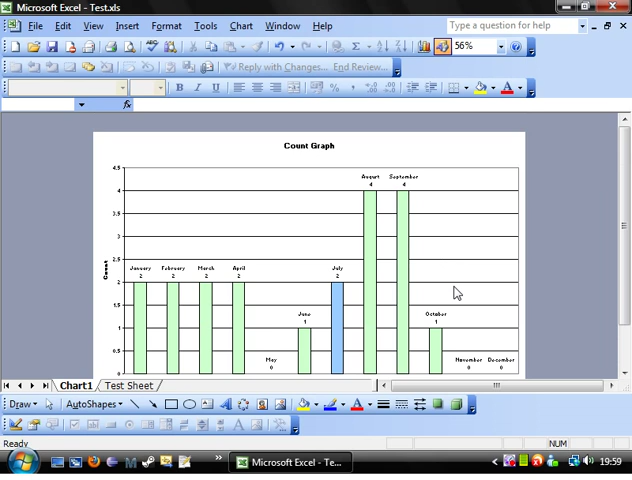 Microsoft Excel - Test.xls
File Edit View Insert Format Tools Chart Window Help Type a question for help
56%
Reply with Changes... End Review...
Count Graph
4.5
August September
4 4
4
3.5
3
2.5
Count
January February March April July
2 2 2 2 2
2
1.5
June October
1 1
1
May November December
0 0 0
0.5
0
Chart1 Test Sheet
Draw AutoShapes
Ready NUM
Microsoft Excel - Te... 19:59